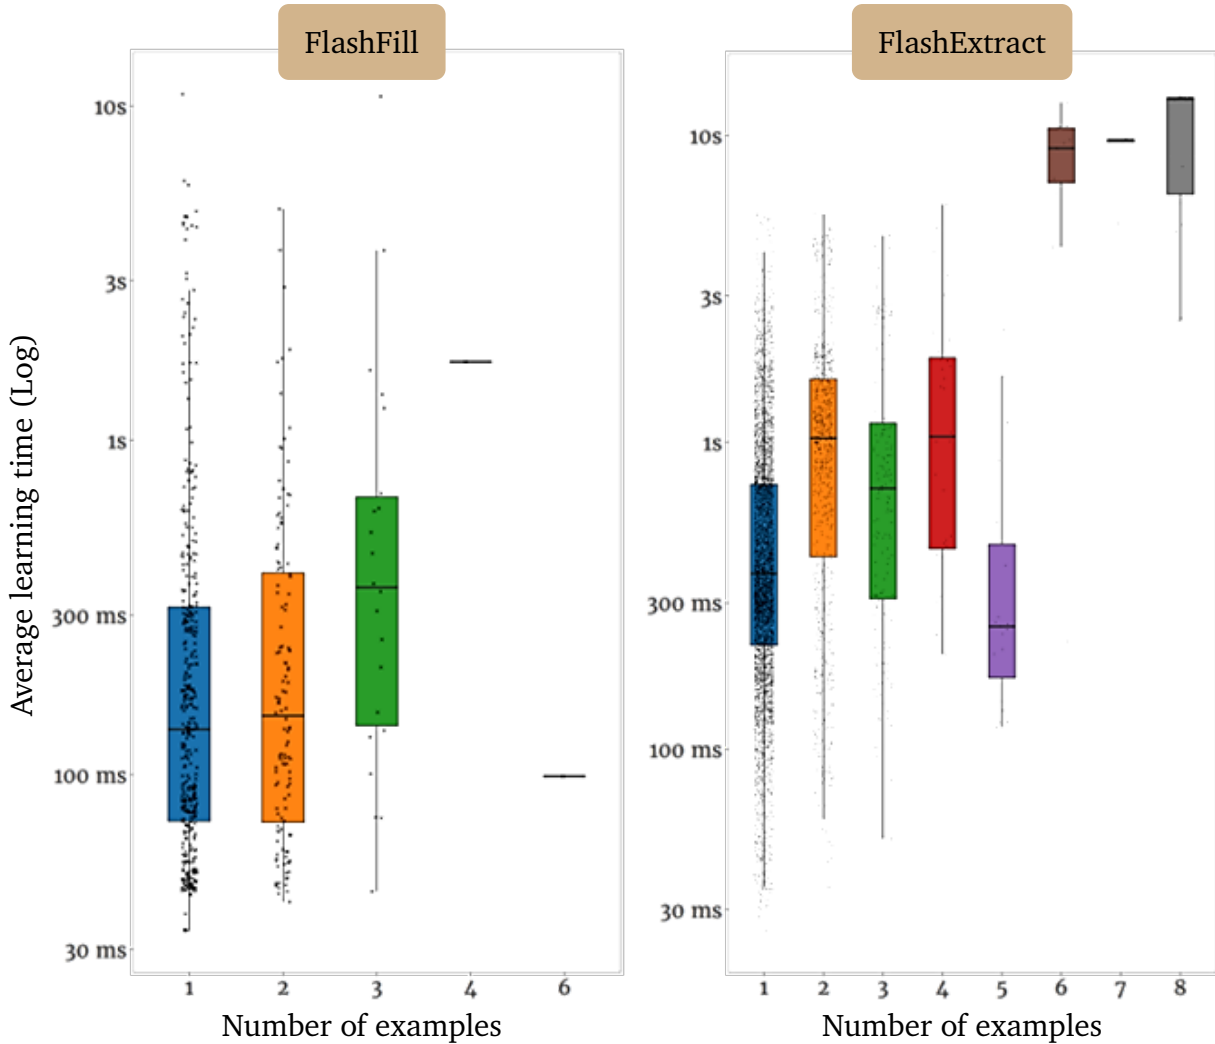 FlashFill
FlashExtract
Average learning time (Log)
10s
3s
1s
300 ms
100 ms
30 ms
1 2 3 4 6
Number of examples
10s
3s
1s
300 ms
100 ms
30 ms
1 2 3 4 5 6 7 8
Number of examples